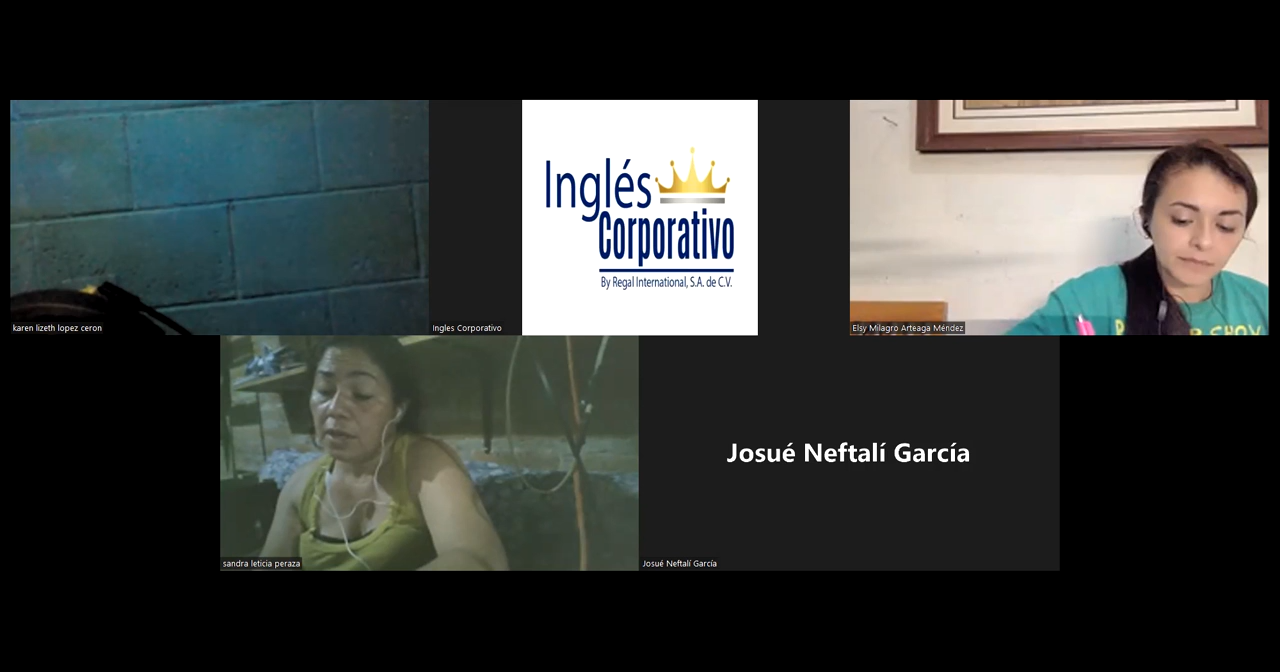 Inglés
Corporativo
By Regal International, S.A. de C.V.
karen lizeth lopez ceron
Ingles Corporativo
Elsy Milagro Arteaga Méndez
Josué Neftalí García
sandra leticia peraza
Josué Neftalí García